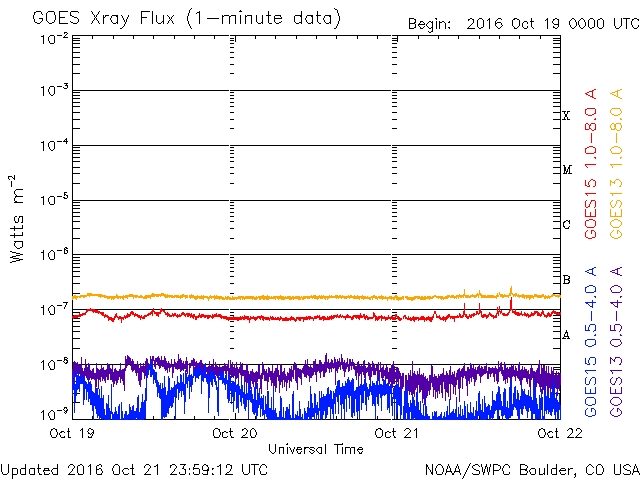 GOES Xray Flux (1-minute data)
Begin: 2016 Oct 19 0000 UTC
Watts m⁻²
10⁻²
10⁻³
10⁻⁴
10⁻⁵
10⁻⁶
10⁻⁷
10⁻⁸
10⁻⁹
X
M
C
B
A
GOES15 1.0-8.0 A
GOES13 1.0-8.0 A
GOES15 0.5-4.0 A
GOES13 0.5-4.0 A
Oct 19 Oct 20 Oct 21 Oct 22
Universal Time
Updated 2016 Oct 21 23:59:12 UTC
NOAA/SWPC Boulder, CO USA